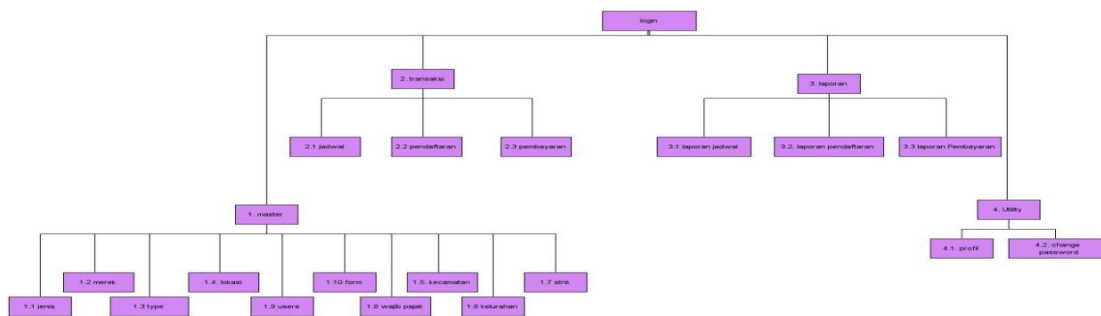 login
2. transaksi
3. laporan
2.1 jadwal
2.2 pendaftaran
2.3 pembayaran
3.1 laporan jadwal
3.2. laporan pendaftaran
3.3 laporan Pembayaran
1. master
4. Utility
4.1. profil
4.2. change
password
1.2 merek
1.4. lokasi
1.10 form
1.5. kecamatan
1.7 stnk
1.1 jenis
1.3 type
1.9 users
1.8 wajib pajak
1.6 kelurahan